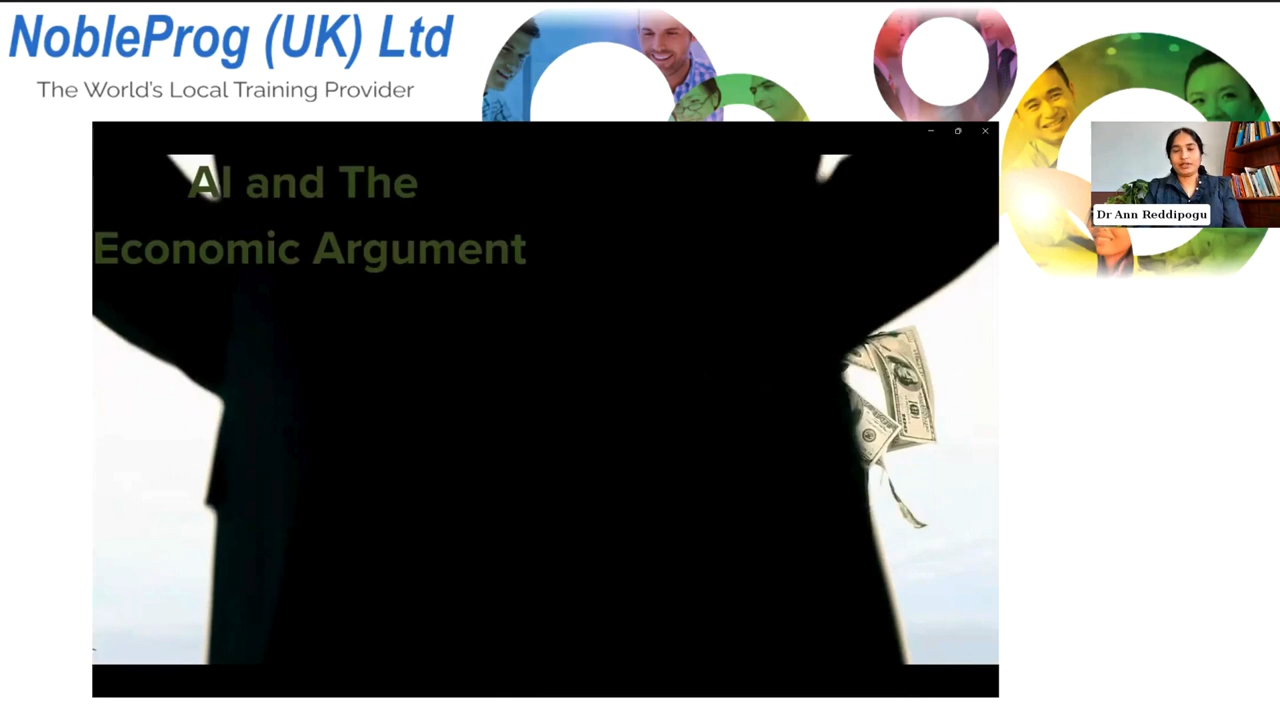 NobleProg (UK) Ltd
The World's Local Training Provider
AI and The
Economic Argument
Dr Ann Reddipogu